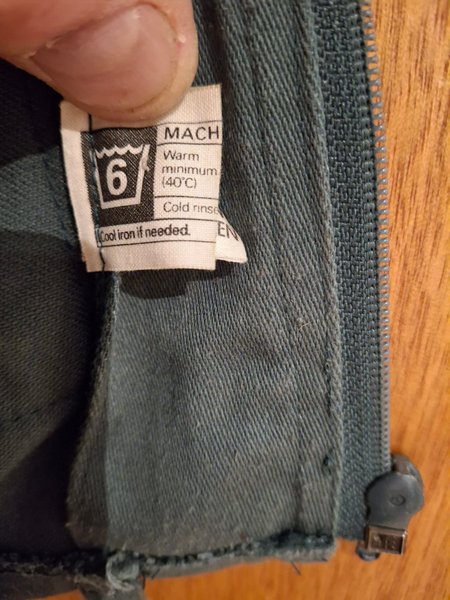 MACH
6
Warm
minimum
(40°C)
Cold rinse
Cool iron if needed.
EN